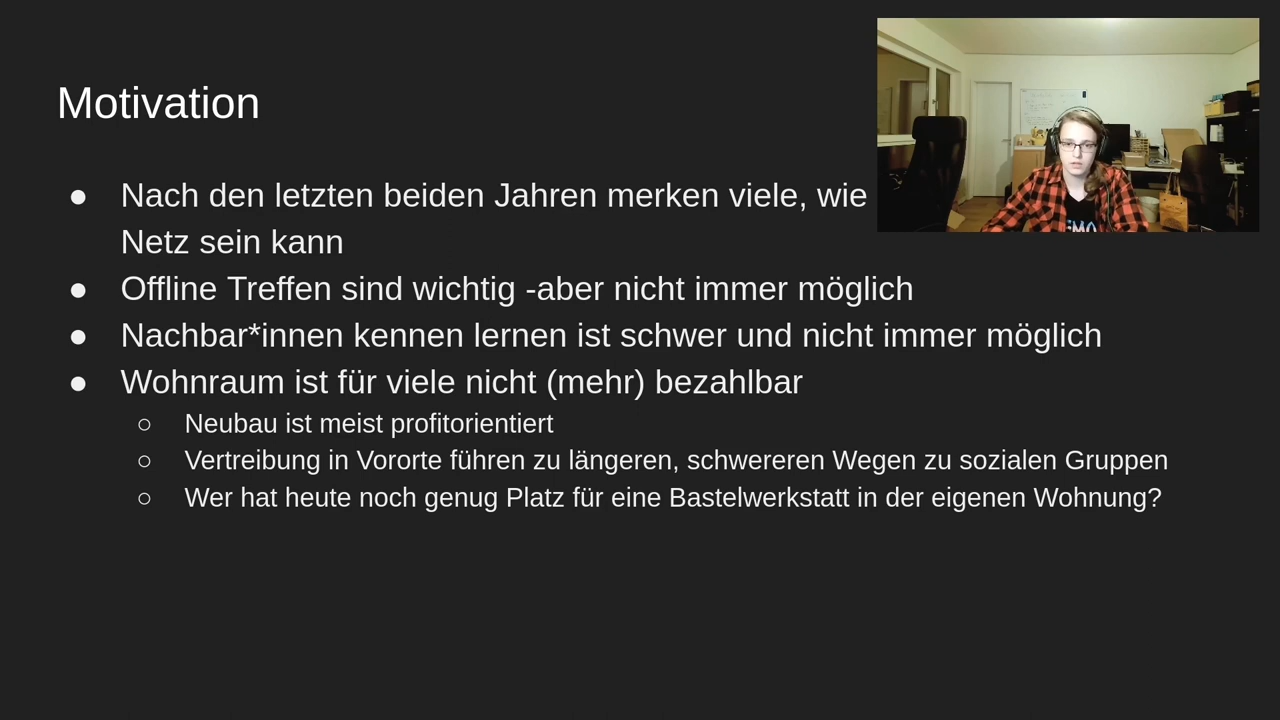 Motivation
● Nach den letzten beiden Jahren merken viele, wie
Netz sein kann
● Offline Treffen sind wichtig -aber nicht immer möglich
● Nachbar*innen kennen lernen ist schwer und nicht immer möglich
● Wohnraum ist für viele nicht (mehr) bezahlbar
○ Neubau ist meist profitorientiert
○ Vertreibung in Vororte führen zu längeren, schwereren Wegen zu sozialen Gruppen
○ Wer hat heute noch genug Platz für eine Bastelwerkstatt in der eigenen Wohnung?